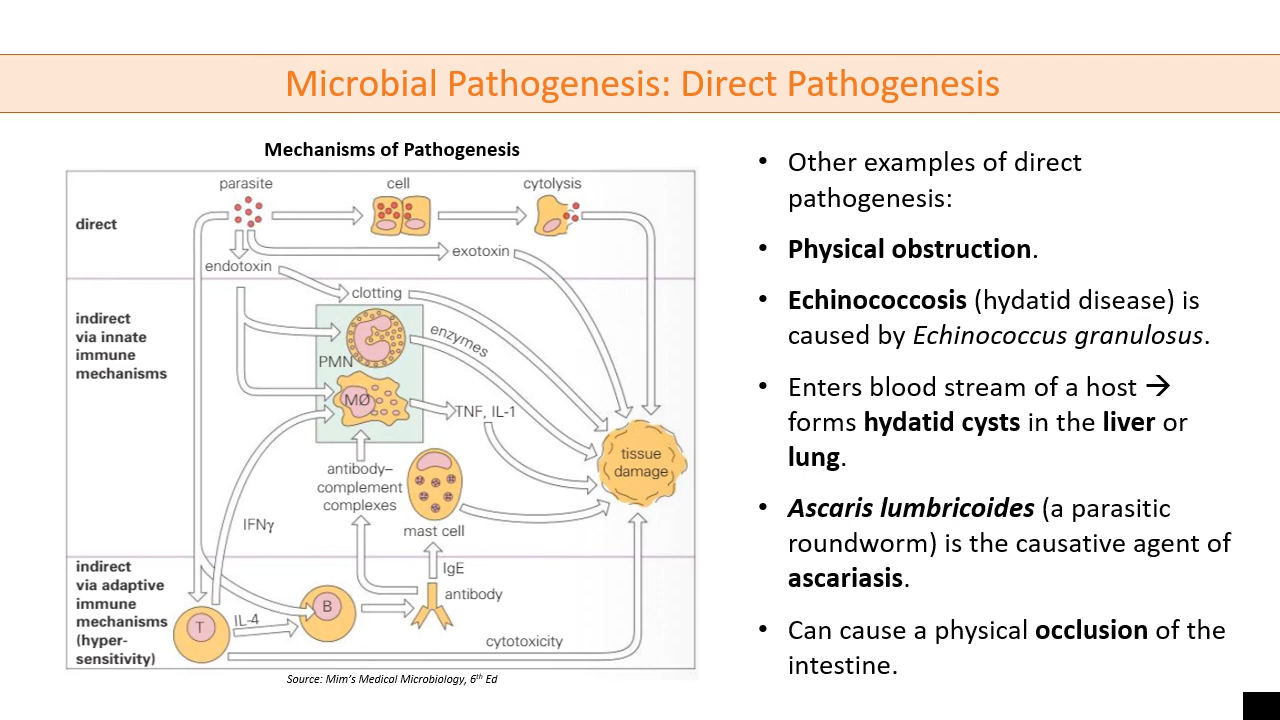 Microbial Pathogenesis: Direct Pathogenesis
Mechanisms of Pathogenesis
parasite
cell
cytolysis
direct
exotoxin
endotoxin
clotting
indirect
via innate
immune
mechanisms
enzymes
PMN
MØ
TNF, IL-1
tissue
damage
antibody–
complement
complexes
mast cell
IFNγ
indirect
via adaptive
immune
mechanisms
(hyper-
sensitivity)
IgE
antibody
T
IL-4
B
cytotoxicity
Source: Mim's Medical Microbiology, 6th Ed
• Other examples of direct
pathogenesis:
• Physical obstruction.
• Echinococcosis (hydatid disease) is
caused by Echinococcus granulosus.
• Enters blood stream of a host →
forms hydatid cysts in the liver or
lung.
• Ascaris lumbricoides (a parasitic
roundworm) is the causative agent of
ascariasis.
• Can cause a physical occlusion of the
intestine.